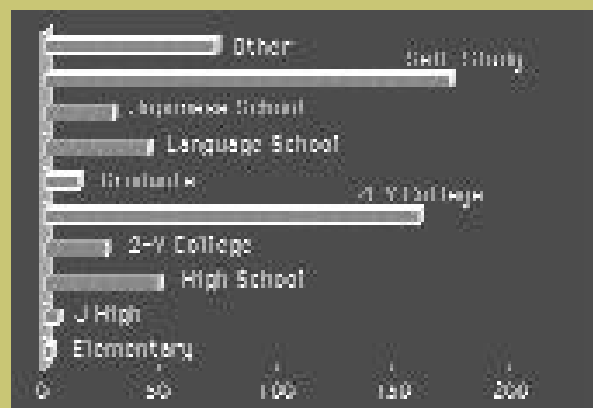 Other
Self Study
Japanese School
Language School
Graduate
4-Y College
2-Y College
High School
J High
Elementary
0 50 100 150 200